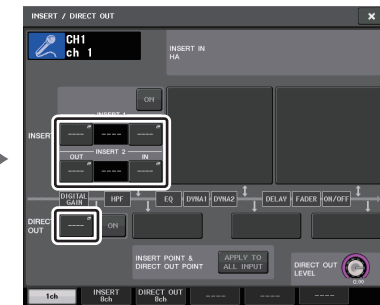 INSERT / DIRECT OUT
CH1
ch 1
INSERT IN
HA
ON
INSERT 1
INSERT
---- ---- ----
OUT INSERT 2 IN
---- ---- ----
DIGITAL GAIN HPF EQ DYNA1 DYNA2 DELAY FADER ON/OFF
DIRECT OUT
---- ON
INSERT POINT &
DIRECT OUT POINT
APPLY TO
ALL INPUT
DIRECT OUT
LEVEL
0.00
1ch INSERT 8ch DIRECT OUT 8ch ---- ---- ----